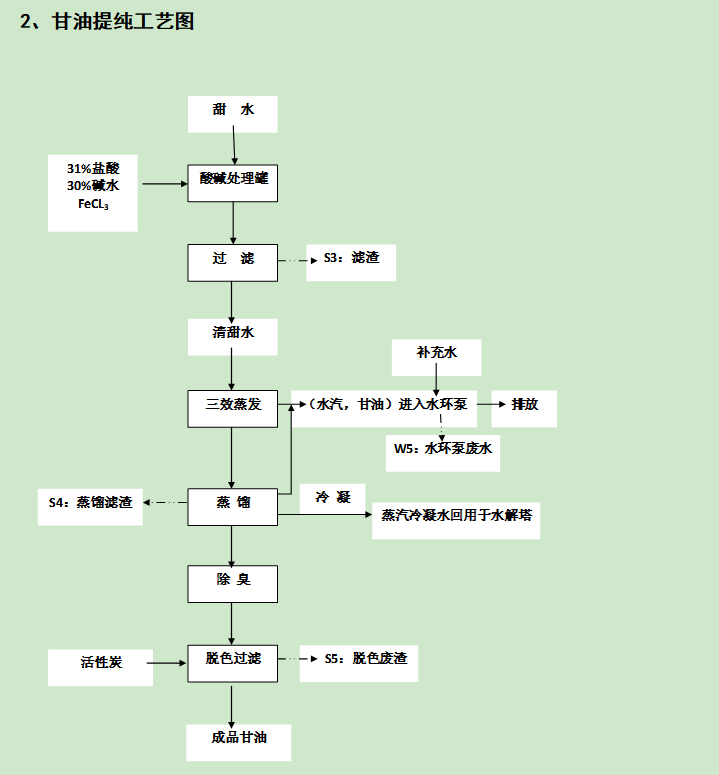 2、甘油提纯工艺图
甜 水
31%盐酸
30%碱水
FeCL₃
酸碱处理罐
过 滤
S3：滤渣
清甜水
补充水
三效蒸发
（水汽，甘油）进入水环泵
排放
W5：水环泵废水
S4：蒸馏滤渣
蒸 馏
冷 凝
蒸汽冷凝水回用于水解塔
除 臭
活性炭
脱色过滤
S5：脱色废渣
成品甘油